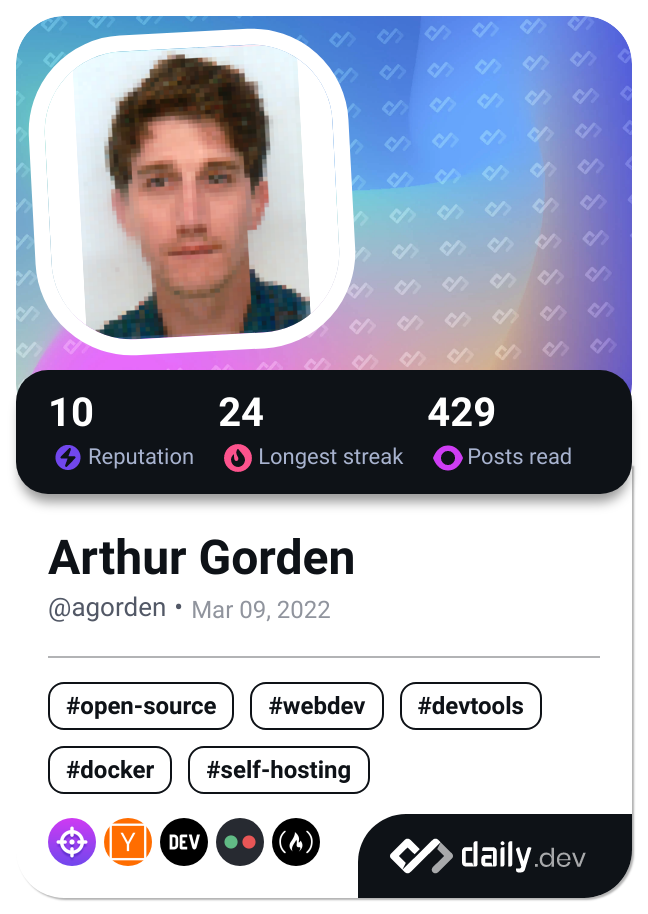 10 24 429
Reputation Longest streak Posts read
Arthur Gorden
@agorden • Mar 09, 2022
#open-source #webdev #devtools
#docker #self-hosting
Y DEV
daily.dev